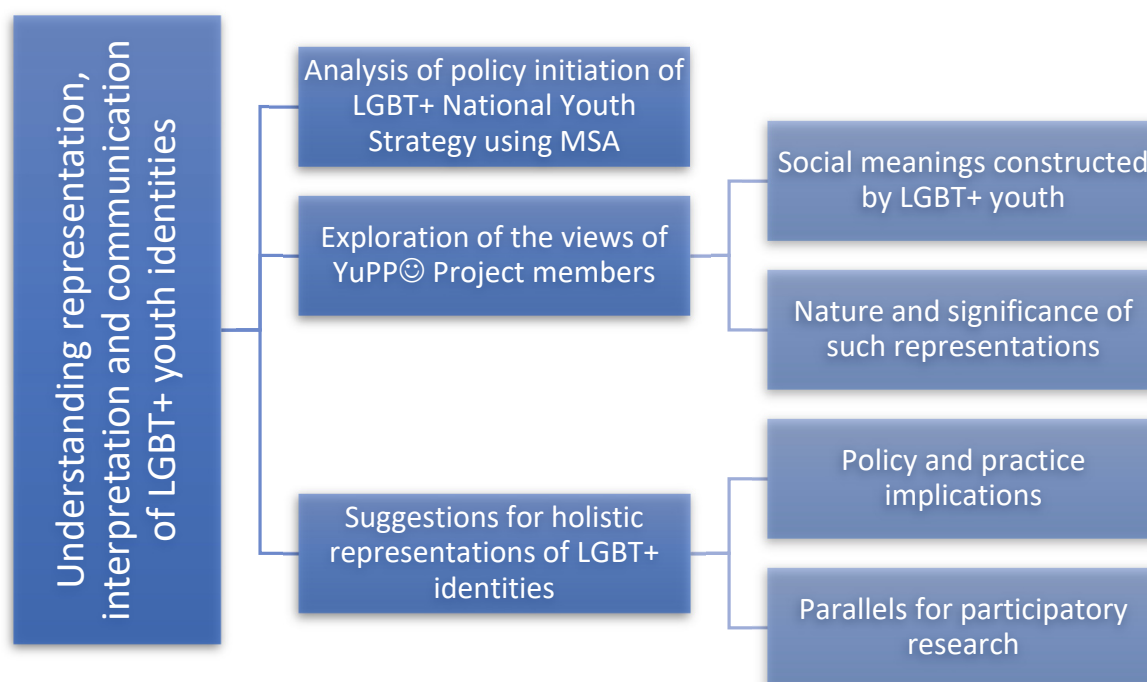 Understanding representation,
interpretation and communication
of LGBT+ youth identities
Analysis of policy initiation of
LGBT+ National Youth
Strategy using MSA
Exploration of the views of
YuPP☺ Project members
Social meanings constructed
by LGBT+ youth
Nature and significance of
such representations
Suggestions for holistic
representations of LGBT+
identities
Policy and practice
implications
Parallels for participatory
research